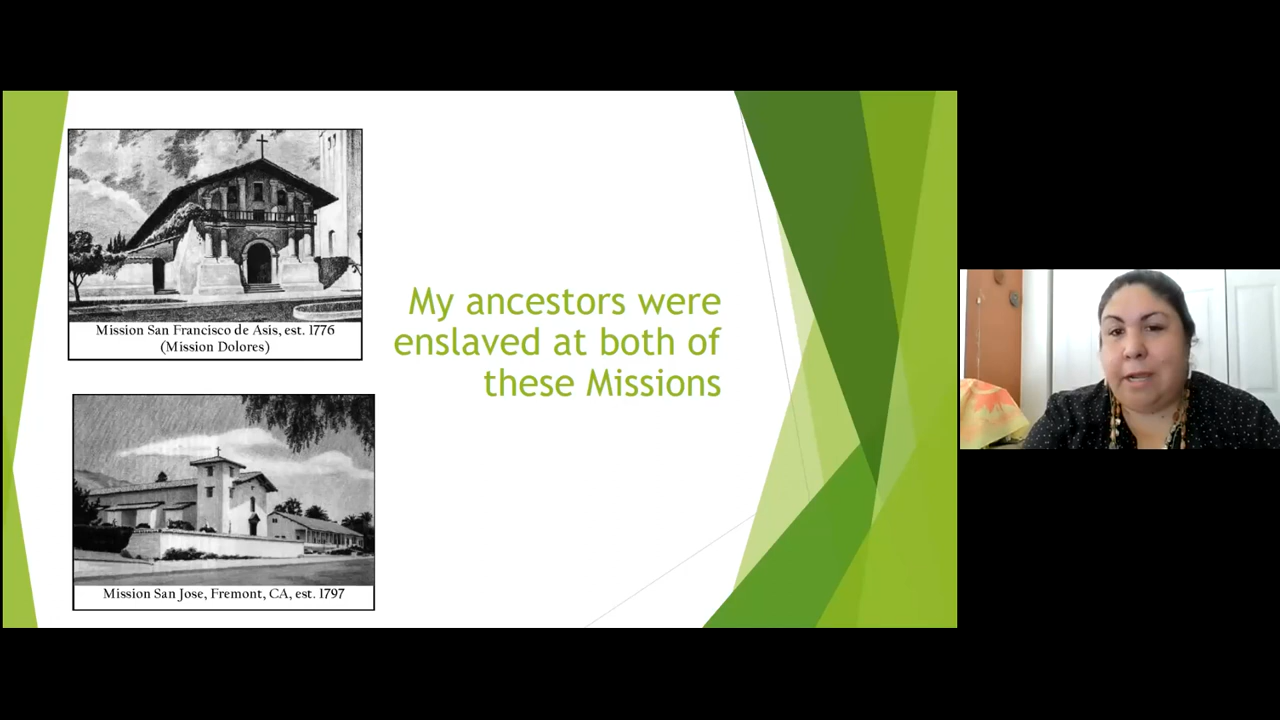 Mission San Francisco de Asis, est. 1776
(Mission Dolores)
My ancestors were
enslaved at both of
these Missions
Mission San Jose, Fremont, CA, est. 1797